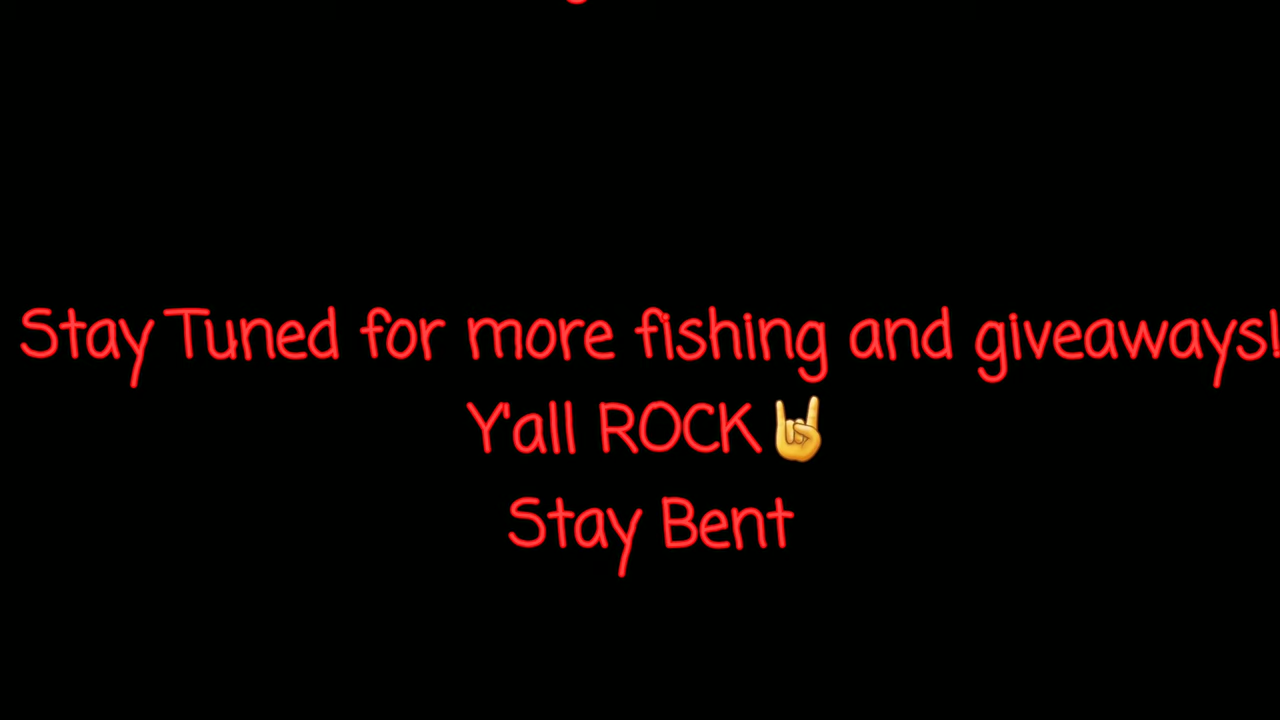 Stay Tuned for more fishing and giveaways!
Y'all ROCK🤘
Stay Bent